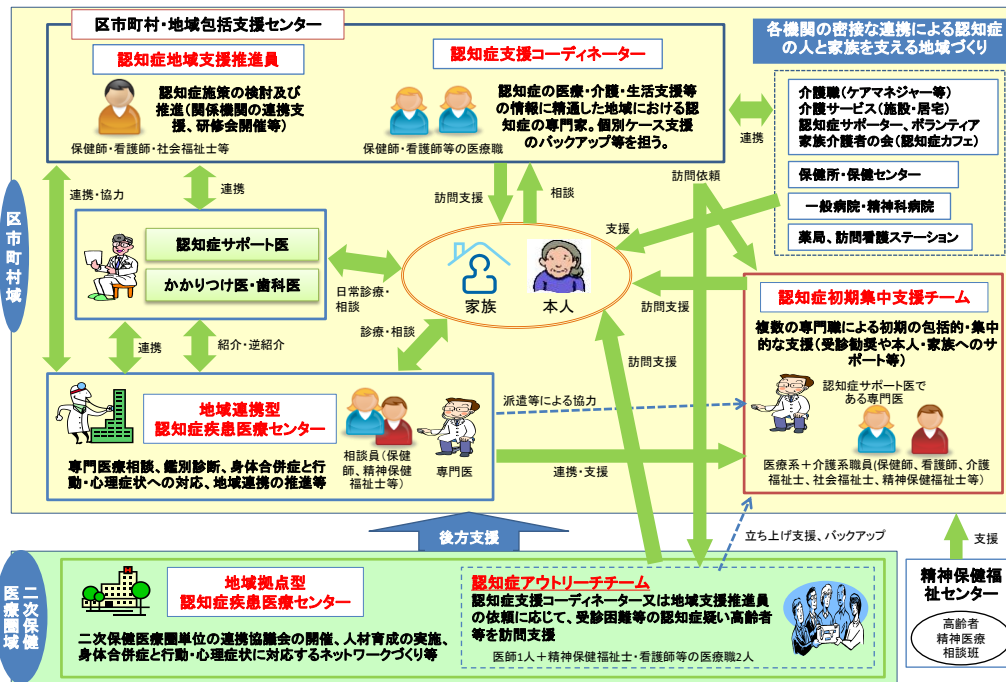 区市町村・地域包括支援センター
認知症地域支援推進員
認知症施策の検討及び
推進（関係機関の連携支
援、研修会開催等）
保健師・看護師・社会福祉士等
認知症支援コーディネーター
認知症の医療・介護・生活支援等
の情報に精通した地域における認
知症の専門家。個別ケース支援
のバックアップ等を担う。
保健師・看護師等の医療職
各機関の密接な連携による認知症
の人と家族を支える地域づくり
介護職（ケアマネジャー等）
介護サービス（施設・居宅）
認知症サポーター、ボランティア
家族介護者の会（認知症カフェ）
保健所・保健センター
一般病院・精神科病院
薬局、訪問看護ステーション
連携
連携・協力
連携
訪問支援
相談
訪問依頼
支援
区市町村域
認知症サポート医
かかりつけ医・歯科医
日常診療・
相談
家族
本人
訪問支援
診療・相談
訪問支援
連携
紹介・逆紹介
認知症初期集中支援チーム
複数の専門職による初期の包括的・集中
的な支援（受診勧奨や本人・家族へのサ
ポート等）
認知症サポート医で
ある専門医
医療系＋介護系職員(保健師、看護師、介護
福祉士、社会福祉士、精神保健福祉士等）
地域連携型
認知症疾患医療センター
専門医療相談、鑑別診断、身体合併症と行
動・心理症状への対応、地域連携の推進等
相談員（保健
師、精神保健
福祉士等）
専門医
派遣等による協力
連携・支援
後方支援
立ち上げ支援、バックアップ
支援
二次保健
医療圏域
地域拠点型
認知症疾患医療センター
二次保健医療圏単位の連携協議会の開催、人材育成の実施、
身体合併症と行動・心理症状に対応するネットワークづくり等
認知症アウトリーチチーム
認知症支援コーディネーター又は地域支援推進員
の依頼に応じて、受診困難等の認知症疑い高齢者
等を訪問支援
医師1人＋精神保健福祉士・看護師等の医療職2人
精神保健福
祉センター
高齢者
精神医療
相談班